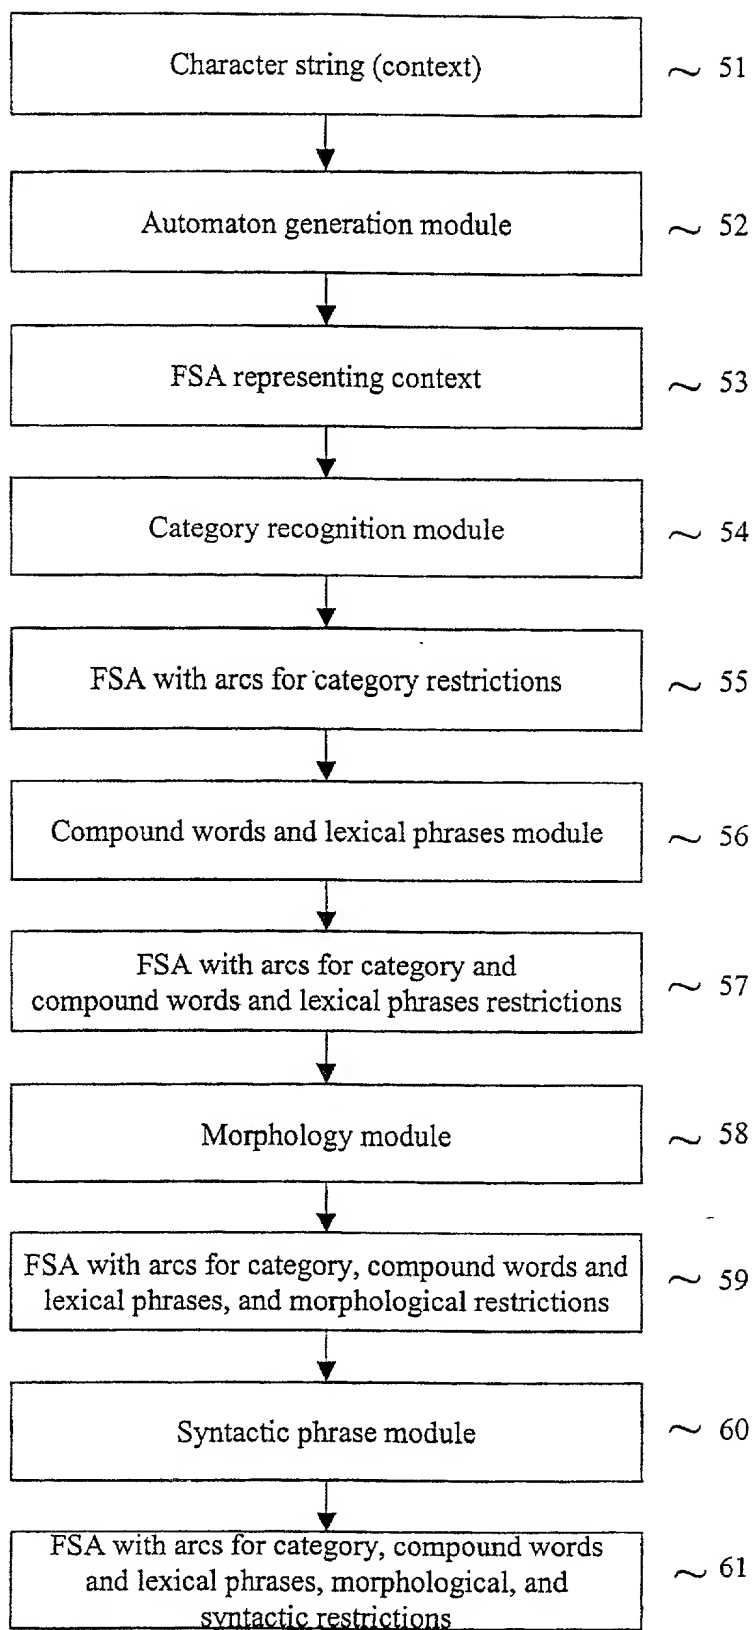 Character string (context)
51
Automaton generation module
52
FSA representing context
53
Category recognition module
54
FSA with arcs for category restrictions
55
Compound words and lexical phrases module
56
FSA with arcs for category and
compound words and lexical phrases restrictions
57
Morphology module
58
FSA with arcs for category, compound words and
lexical phrases, and morphological restrictions
59
Syntactic phrase module
60
FSA with arcs for category, compound words
and lexical phrases, morphological, and
syntactic restrictions
61